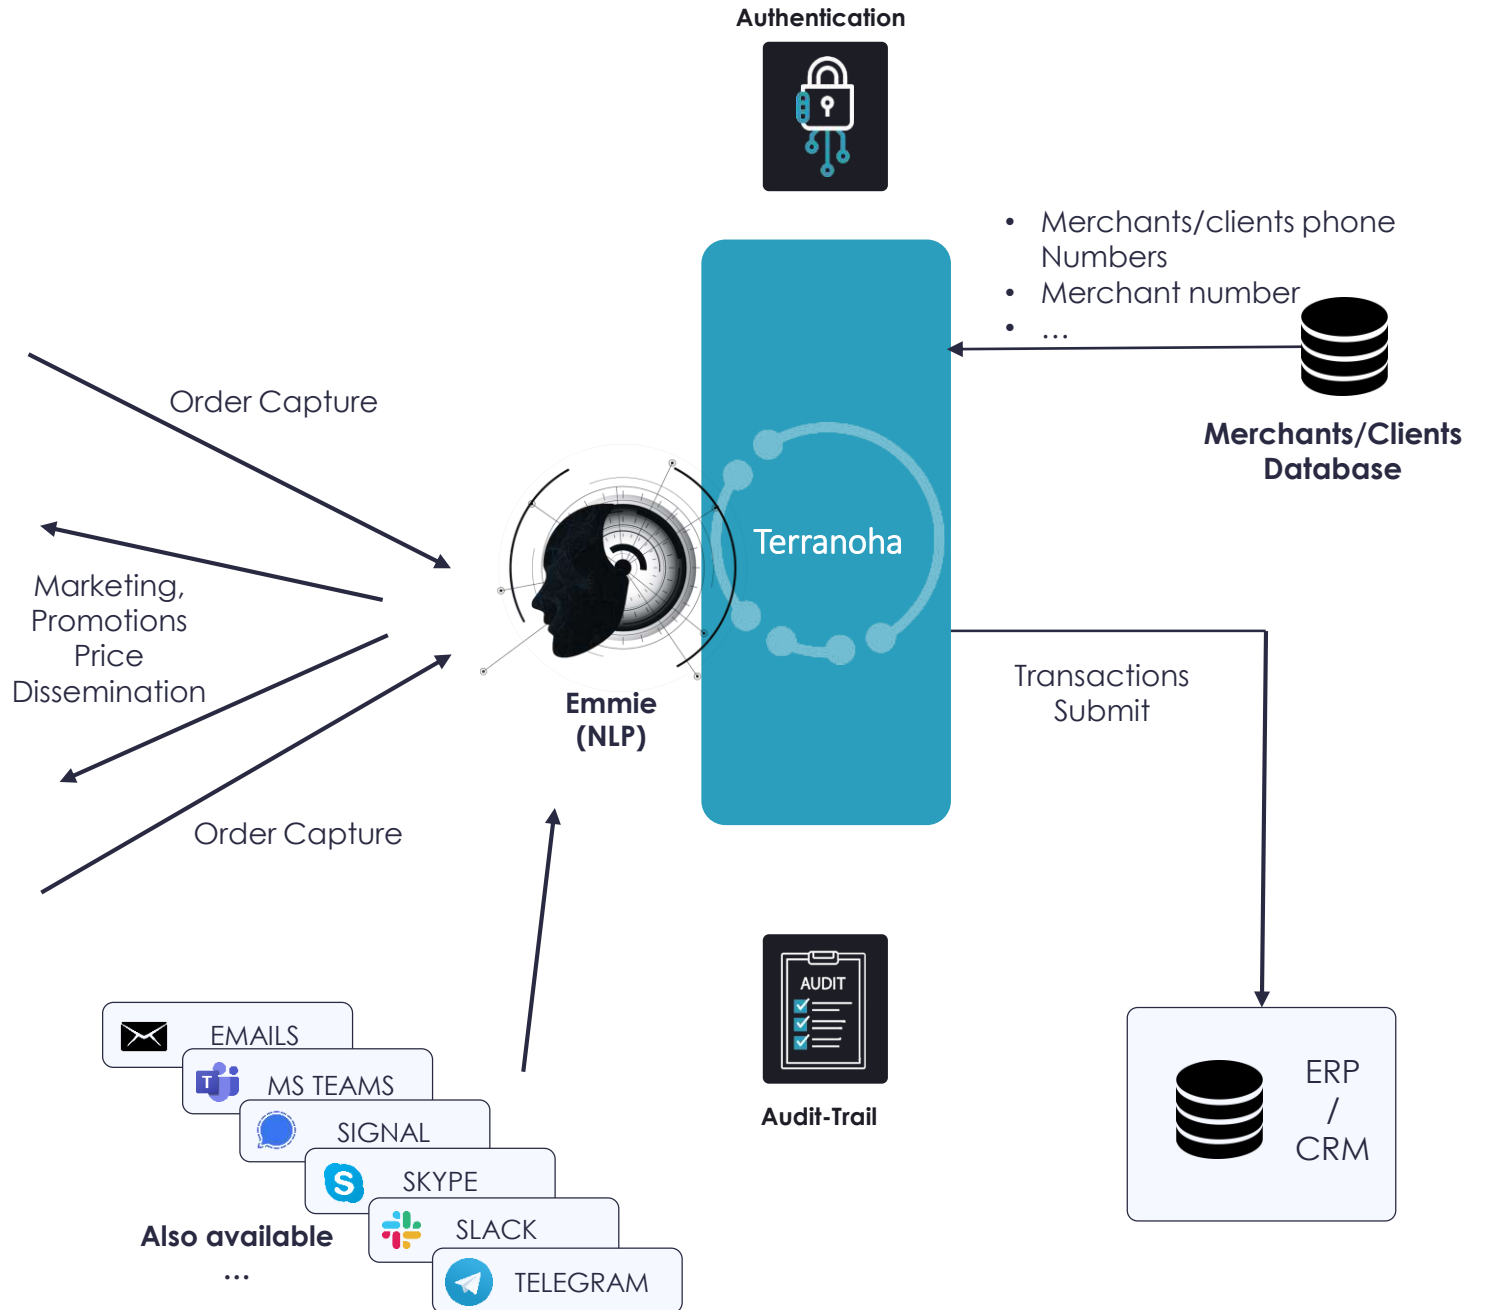 Authentication
• Merchants/clients phone
Numbers
• Merchant number
• ...
Merchants/Clients
Database
Order Capture
Marketing,
Promotions
Price
Dissemination
Order Capture
Emmie
(NLP)
Terranoha
Transactions
Submit
AUDIT
Audit-Trail
ERP
/
CRM
EMAILS
T
MS TEAMS
SIGNAL
S
SKYPE
SLACK
TELEGRAM
Also available
...